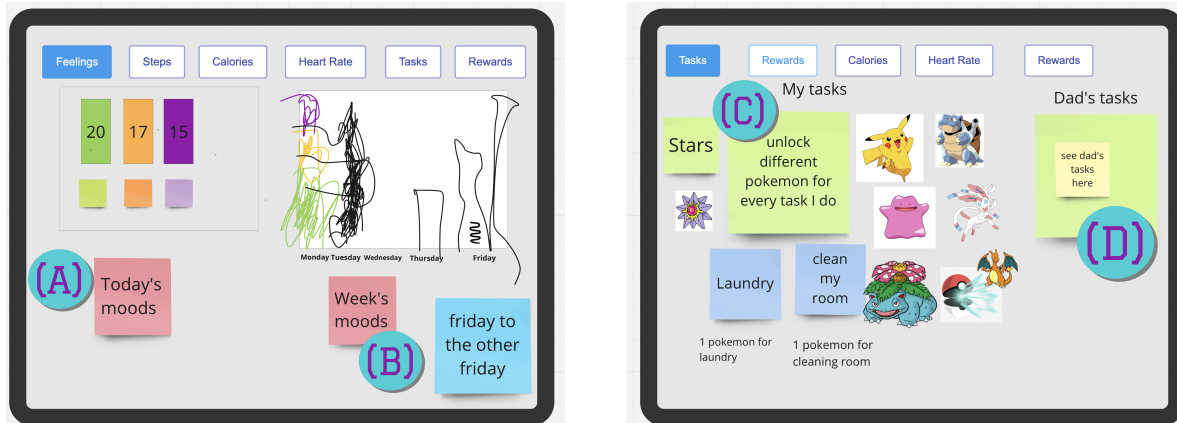 Feelings
Steps
Calories
Heart Rate
Tasks
Rewards
20
17
15
Monday
Tuesday
Wednesday
Thursday
Friday
(A)
Today's
moods
Week's
moods
(B)
friday to
the other
friday
Tasks
Rewards
Calories
Heart Rate
Rewards
My tasks
(C)
Stars
unlock
different
pokemon for
every task I do
Laundry
clean
my
room
1 pokemon for
laundry
1 pokemon for
cleaning room
Dad's tasks
see dad's
tasks
here
(D)